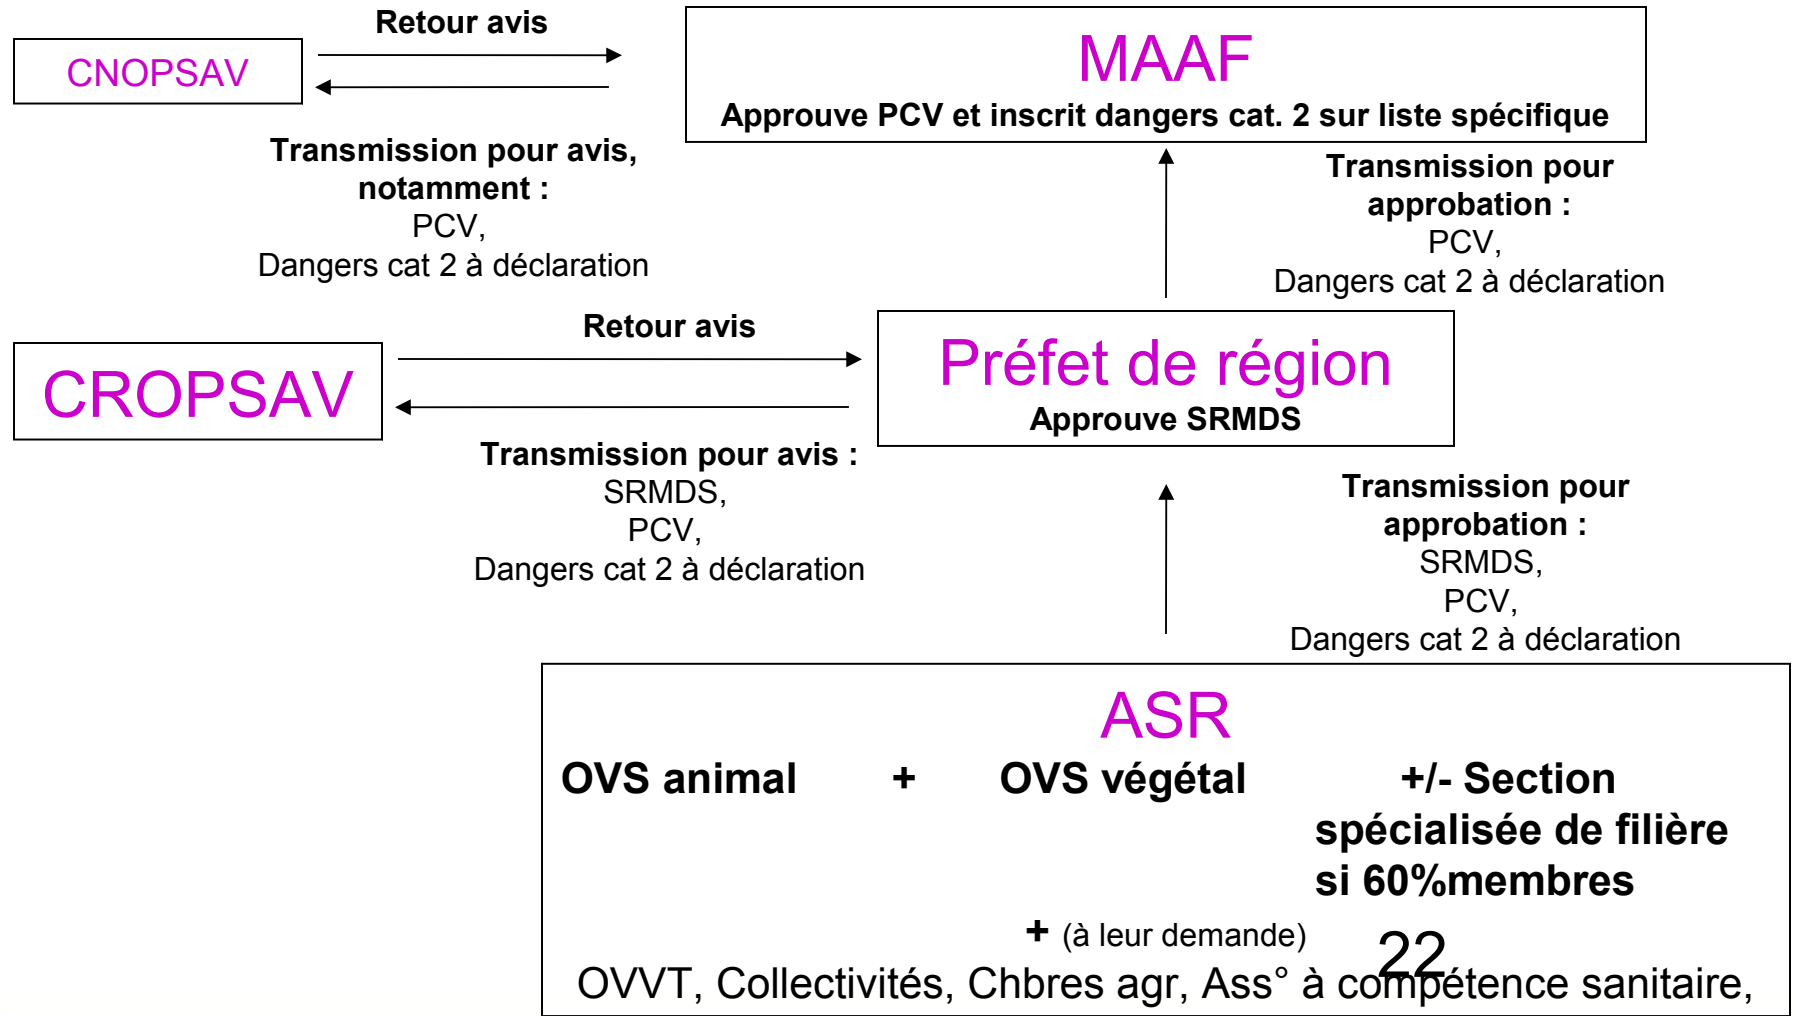 Retour avis
CNOPSAV
MAAF
Approuve PCV et inscrit dangers cat. 2 sur liste spécifique
Transmission pour avis,
notamment :
PCV,
Dangers cat 2 à déclaration
Transmission pour
approbation :
PCV,
Dangers cat 2 à déclaration
Retour avis
CROPSAV
Préfet de région
Approuve SRMDS
Transmission pour avis :
SRMDS,
PCV,
Dangers cat 2 à déclaration
Transmission pour
approbation :
SRMDS,
PCV,
Dangers cat 2 à déclaration
ASR
OVS animal + OVS végétal +/- Section
spécialisée de filière
si 60%membres
+ (à leur demande)
22
OVVT, Collectivités, Chbres agr, Ass° à compétence sanitaire,